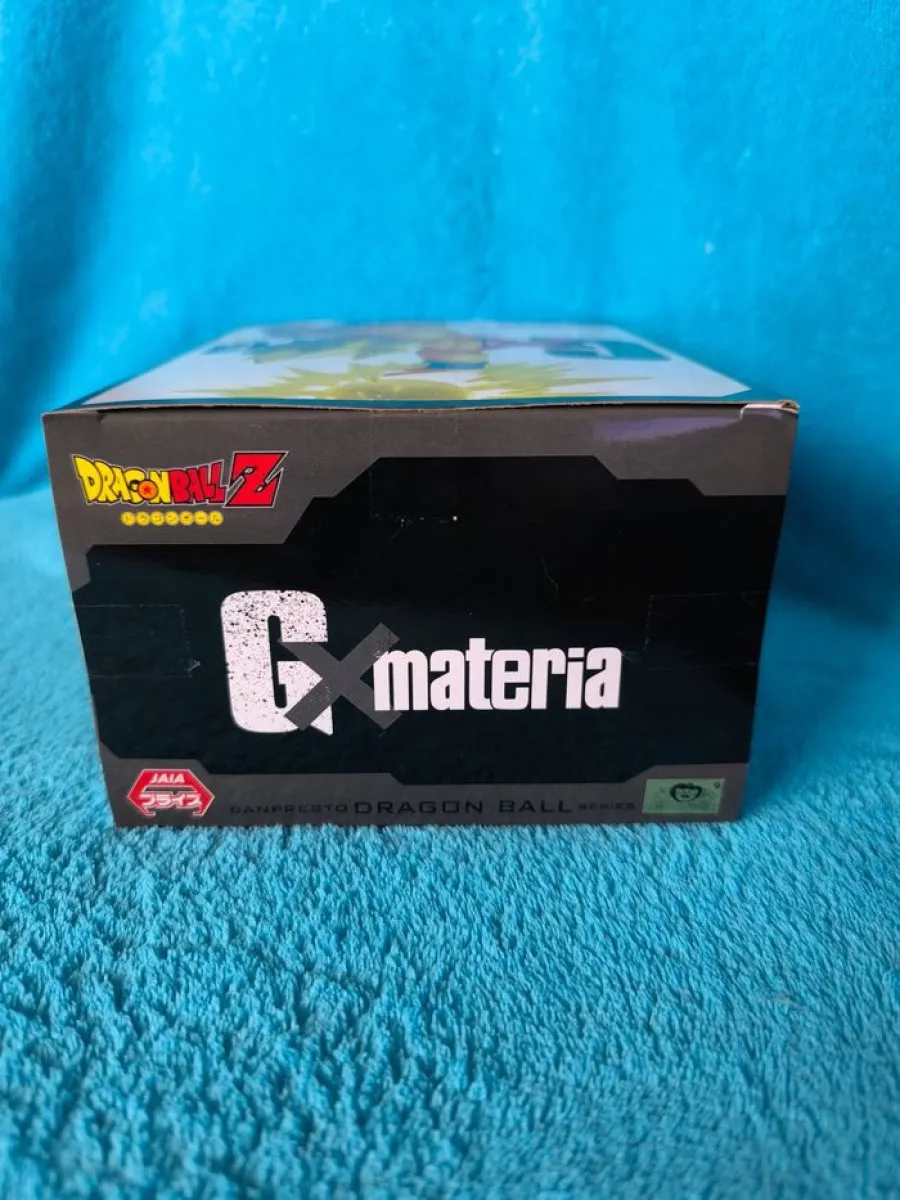 DRAGON BALL Z
ドラゴンボール
G×materia
JAIA
プライズ
BANPRESTO DRAGON BALL SERIES